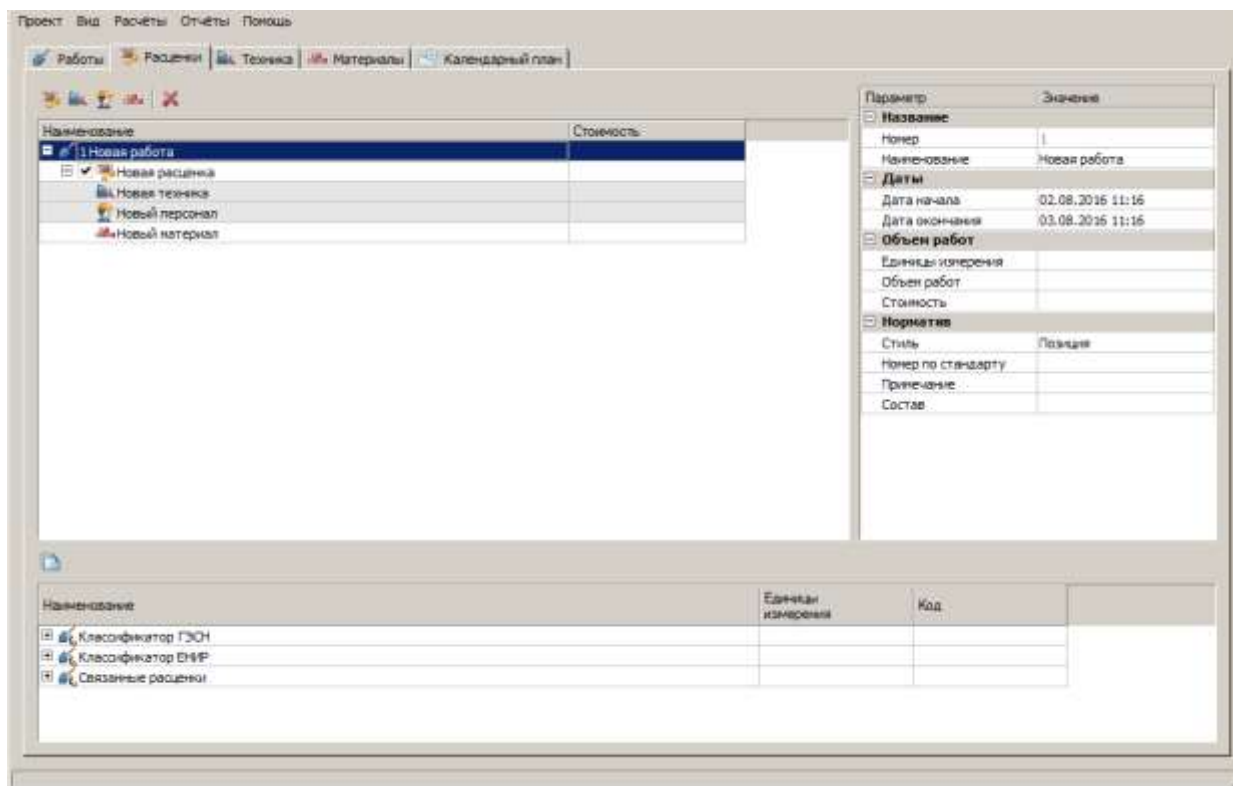 Проект Вид Расчёты Отчёты Помощь
Работы Расценки Техника Материалы Календарный план
Наименование Стоимость
1 Новая работа
Новая расценка
Новая техника
Новый персонал
Новый материал
Параметр Значение
Название
Номер 1
Наименование Новая работа
Даты
Дата начала 02.08.2016 11:16
Дата окончания 03.08.2016 11:16
Объем работ
Единицы измерения
Объем работ
Стоимость
Норматив
Стиль Позиция
Номер по стандарту
Примечание
Состав
Наименование Единицы измерения Код
Классификатор ГЭСН
Классификатор ЕНИР
Связанные расценки